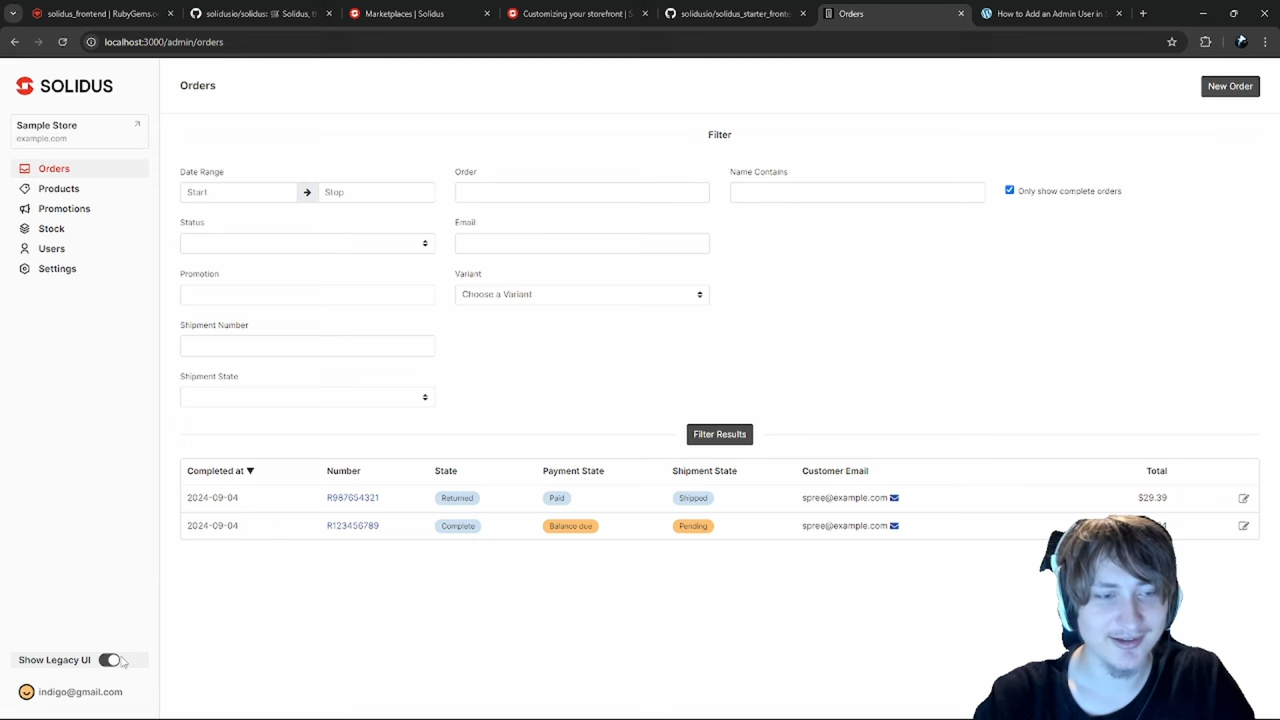 solidus_frontend | RubyGems.o
solidusio/solidus: 🛒 Solidus, t
Marketplaces | Solidus
Customizing your storefront | S
solidusio/solidus_starter_fronte
Orders
How to Add an Admin User in
localhost:3000/admin/orders
SOLIDUS
Sample Store
example.com
Orders
Products
Promotions
Stock
Users
Settings
Show Legacy UI
indigo@gmail.com
Orders
New Order
Filter
Date Range
Order
Name Contains
Start
Stop
Only show complete orders
Status
Email
Promotion
Variant
Choose a Variant
Shipment Number
Shipment State
Filter Results
Completed at ▼ Number State Payment State Shipment State Customer Email Total
2024-09-04 R987654321 Returned Paid Shipped spree@example.com $29.39
2024-09-04 R123456789 Complete Balance due Pending spree@example.com